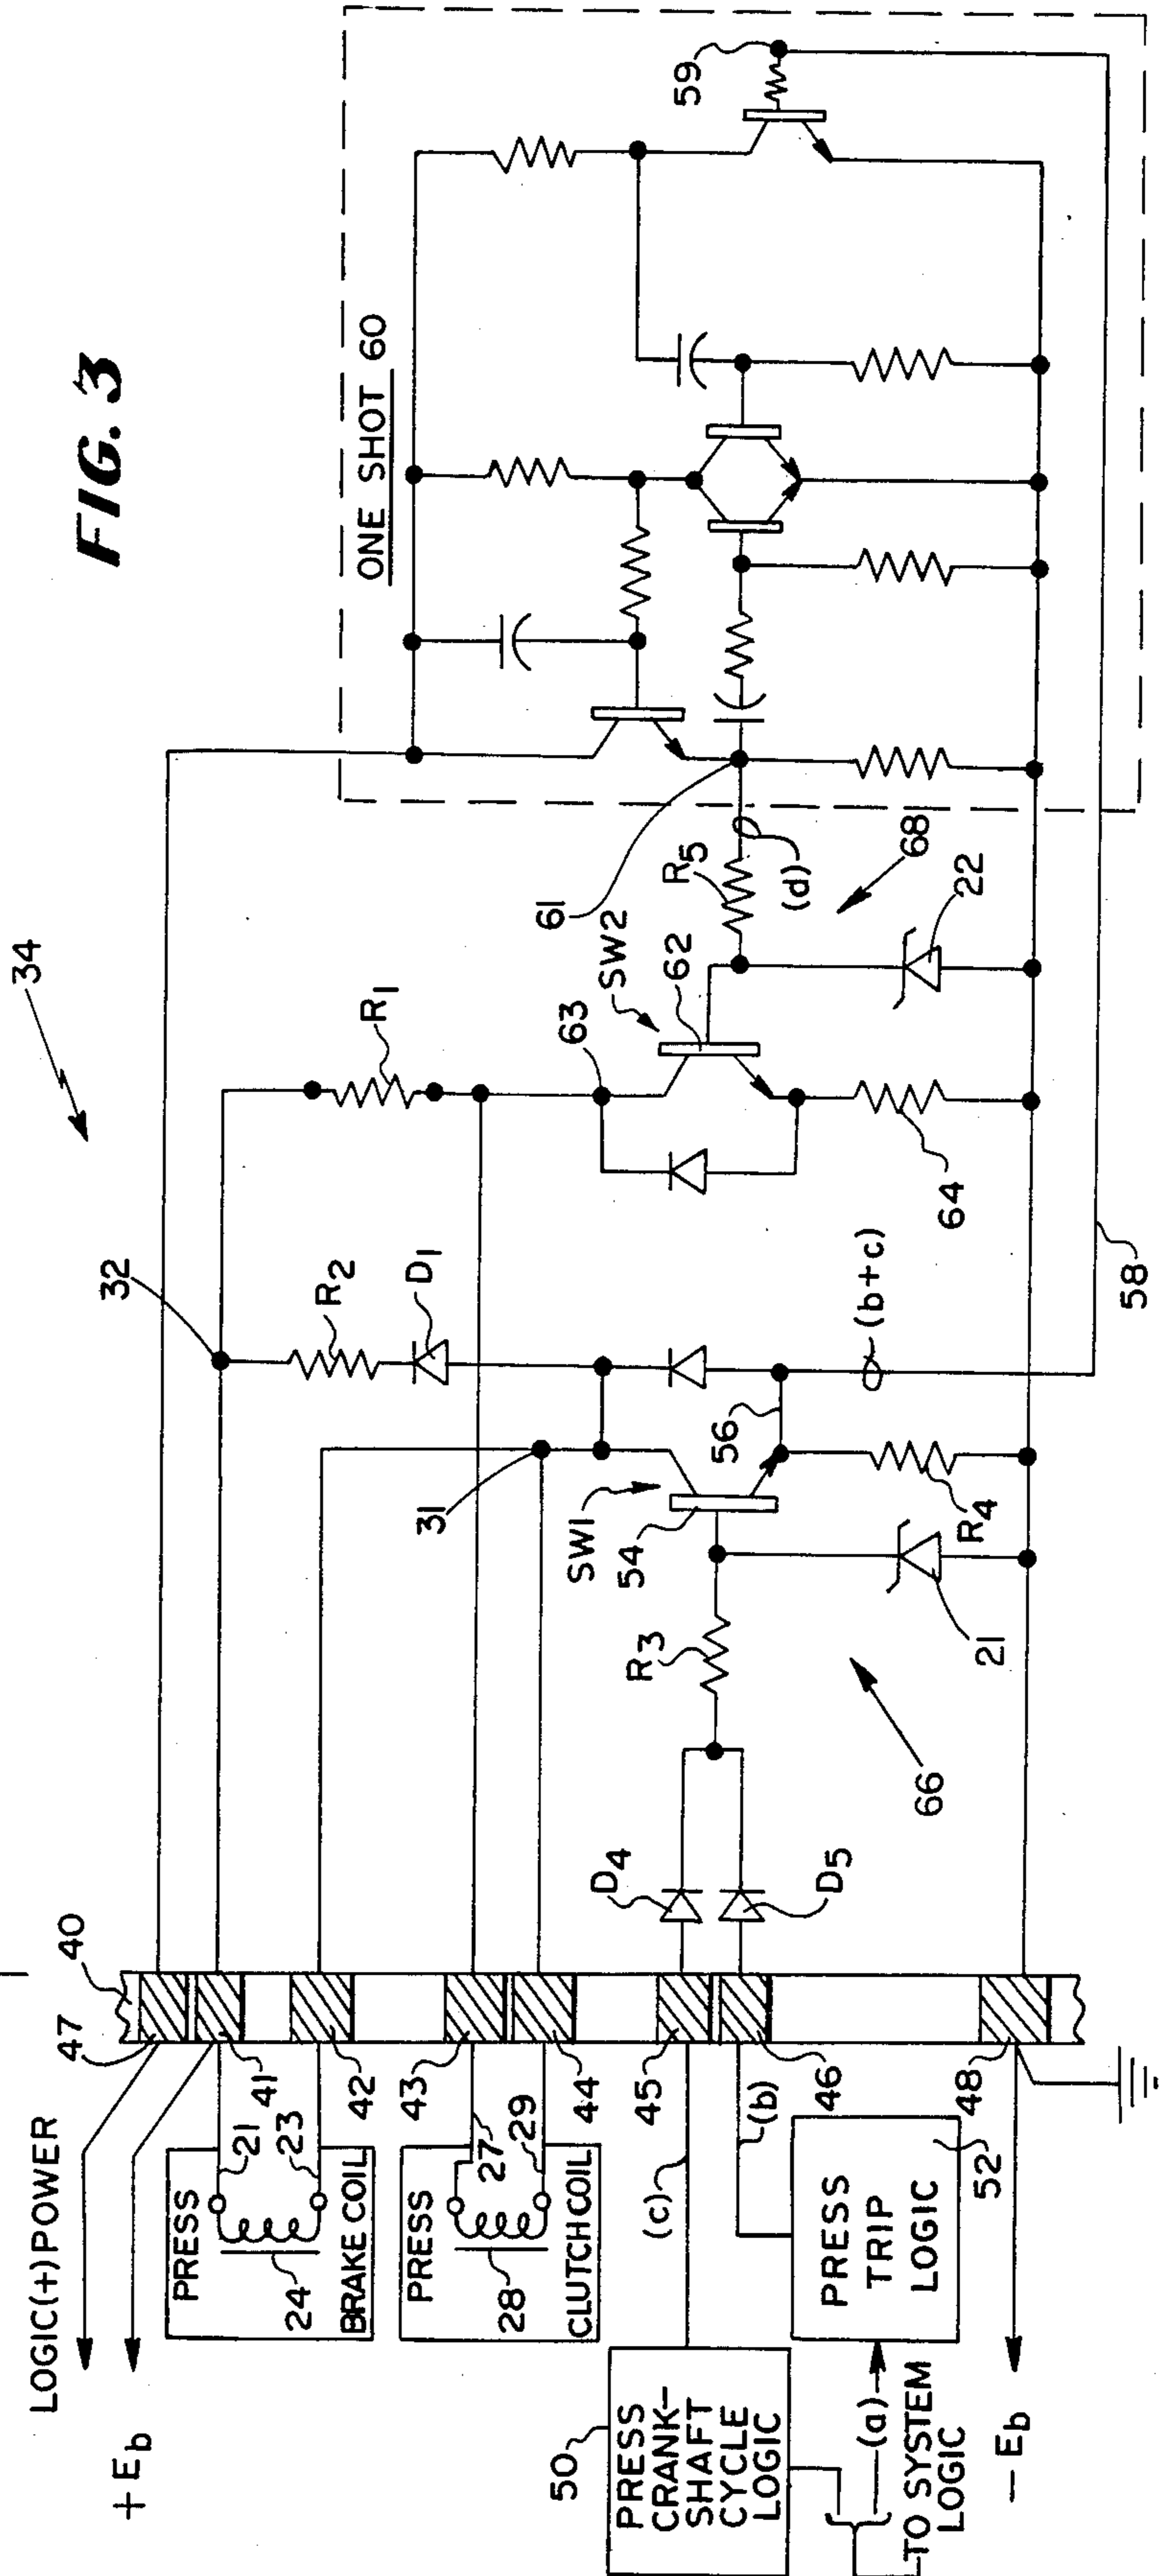 FIG. 3
34
LOGIC(+)POWER
+ Eb
47
40
PRESS
21
24
23
BRAKE COIL
41
42
PRESS
27
28
29
CLUTCH COIL
43
44
50
PRESS
CRANK-
SHAFT
CYCLE
LOGIC
(c)
45
(b)
46
PRESS
TRIP
LOGIC
52
(a)
TO SYSTEM
LOGIC
- Eb
48
D4
D5
66
R3
21
SW1
54
31
56
R4
32
R2
D1
(b+c)
58
R1
63
SW2
62
64
R5
61
(d)
68
22
ONE SHOT 60
59